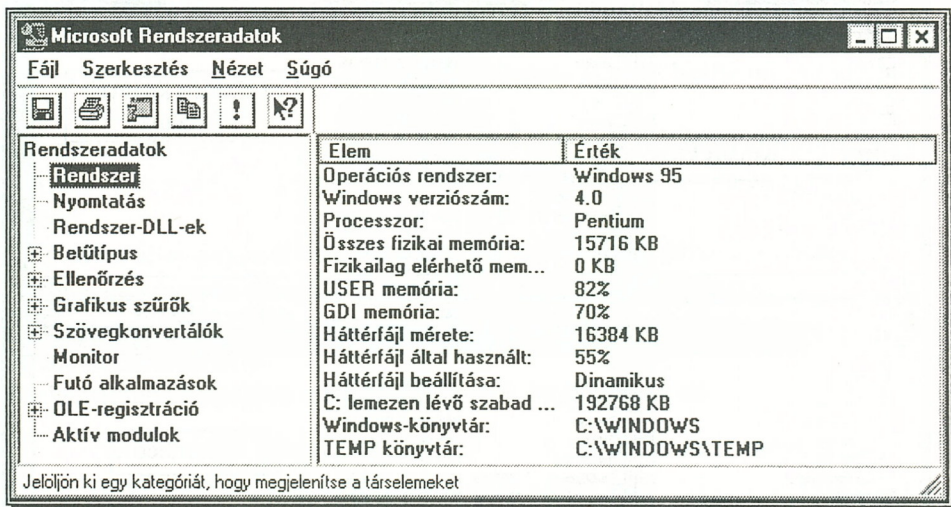 Microsoft Rendszeradatok
Fájl Szerkesztés Nézet Súgó
Rendszeradatok
Rendszer
Nyomtatás
Rendszer-DLL-ek
Betűtípus
Ellenőrzés
Grafikus szűrők
Szövegkonvertálók
Monitor
Futó alkalmazások
OLE-regisztráció
Aktív modulok
Elem Érték
Operációs rendszer: Windows 95
Windows verziószám: 4.0
Processzor: Pentium
Összes fizikai memória: 15716 KB
Fizikailag elérhető mem... 0 KB
USER memória: 82%
GDI memória: 70%
Háttérfájl mérete: 16384 KB
Háttérfájl által használt: 55%
Háttérfájl beállítása: Dinamikus
C: lemezen lévő szabad ... 192768 KB
Windows-könyvtár: C:\WINDOWS
TEMP könyvtár: C:\WINDOWS\TEMP
Jelöljön ki egy kategóriát, hogy megjelenítse a társelemeket